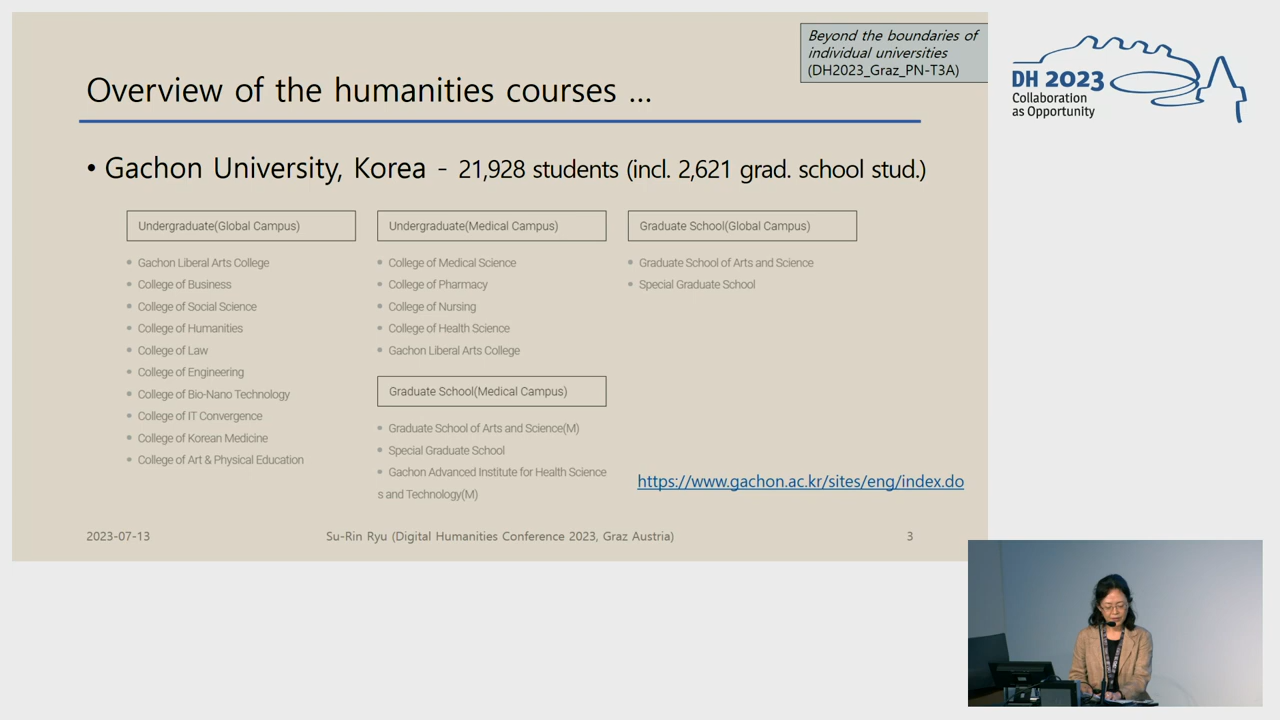 Beyond the boundaries of
individual universities
(DH2023_Graz_PN-T3A)
DH 2023
Collaboration
as Opportunity
Overview of the humanities courses ...
• Gachon University, Korea - 21,928 students (incl. 2,621 grad. school stud.)
Undergraduate(Global Campus)
• Gachon Liberal Arts College
• College of Business
• College of Social Science
• College of Humanities
• College of Law
• College of Engineering
• College of Bio-Nano Technology
• College of IT Convergence
• College of Korean Medicine
• College of Art & Physical Education
Undergraduate(Medical Campus)
• College of Medical Science
• College of Pharmacy
• College of Nursing
• College of Health Science
• Gachon Liberal Arts College
Graduate School(Medical Campus)
• Graduate School of Arts and Science(M)
• Special Graduate School
• Gachon Advanced Institute for Health Science
s and Technology(M)
Graduate School(Global Campus)
• Graduate School of Arts and Science
• Special Graduate School
https://www.gachon.ac.kr/sites/eng/index.do
2023-07-13
Su-Rin Ryu (Digital Humanities Conference 2023, Graz Austria)
3